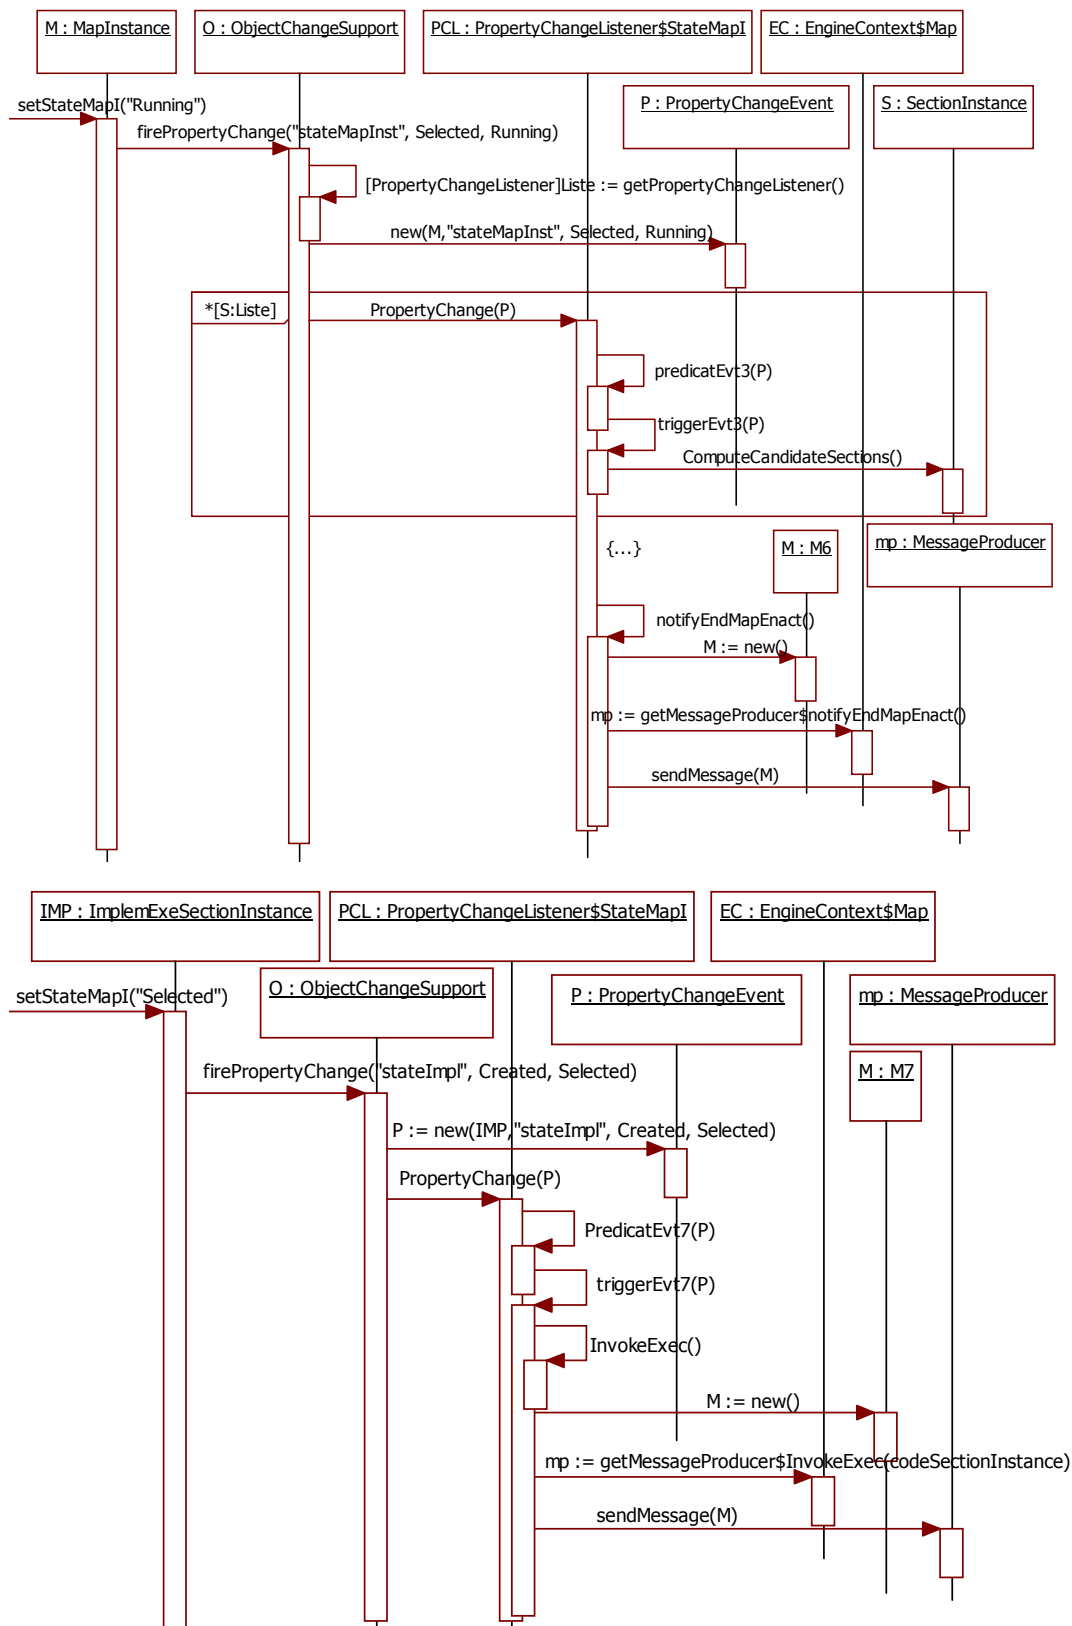 M : MapInstance
O : ObjectChangeSupport
PCL : PropertyChangeListener$StateMapI
EC : EngineContext$Map
P : PropertyChangeEvent
S : SectionInstance
setStateMapI("Running")
firePropertyChange("stateMapInst", Selected, Running)
[PropertyChangeListener]Liste := getPropertyChangeListener()
new(M,"stateMapInst", Selected, Running)
*[S:Liste]
PropertyChange(P)
predicatEvt3(P)
triggerEvt3(P)
ComputeCandidateSections()
{...}
M : M6
mp : MessageProducer
notifyEndMapEnact()
M := new()
mp := getMessageProducer$notifyEndMapEnact()
sendMessage(M)
IMP : ImplemExeSectionInstance
PCL : PropertyChangeListener$StateMapI
EC : EngineContext$Map
setStateMapI("Selected")
O : ObjectChangeSupport
P : PropertyChangeEvent
mp : MessageProducer
firePropertyChange("stateImpl", Created, Selected)
M : M7
P := new(IMP,"stateImpl", Created, Selected)
PropertyChange(P)
PredicatEvt7(P)
triggerEvt7(P)
InvokeExec()
M := new()
mp := getMessageProducer$InvokeExec(codeSectionInstance)
sendMessage(M)